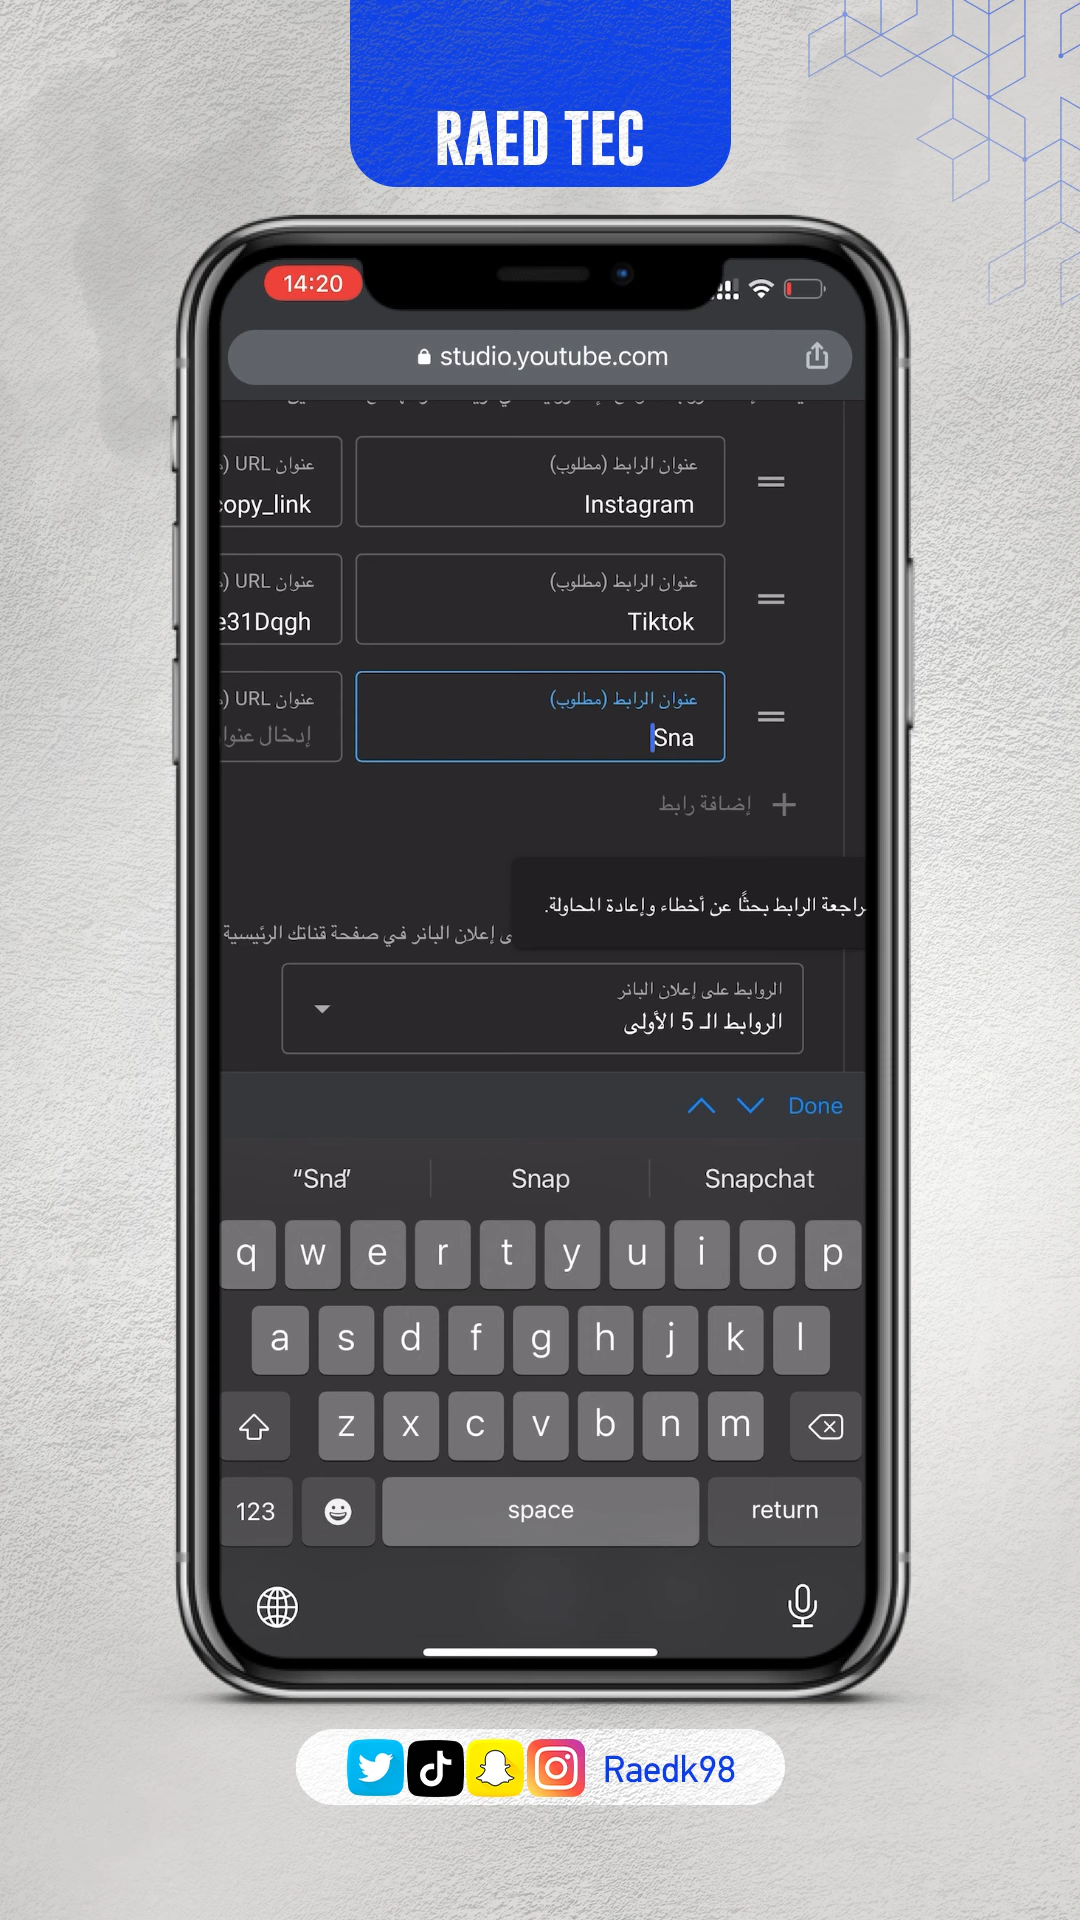 RAED TEC
14:20
studio.youtube.com
عنوان الرابط (مطلوب)
Instagram
عنوان URL
copy_link
عنوان الرابط (مطلوب)
Tiktok
عنوان URL
e31Dqgh
عنوان الرابط (مطلوب)
Sna
عنوان URL
إدخال
إضافة رابط
الرابط بحثًا عن أخطاء وإعادة المحاولة.
إعلان البانر في صفحة قناتك الرئيسية
الروابط على إعلان البانر
الروابط الـ 5 الأولى
Done
“Sna” Snap Snapchat
q w e r t y u i o p
a s d f g h j k l
z x c v b n m
123 space return
Raedk98